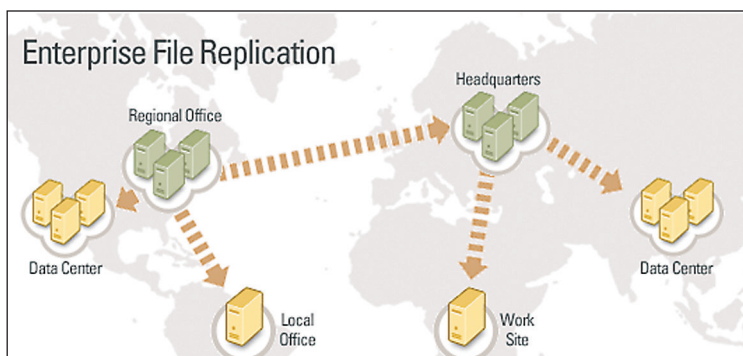 Enterprise File Replication
Headquarters
Regional Office
Data Center
Data Center
Local
Office
Work
Site